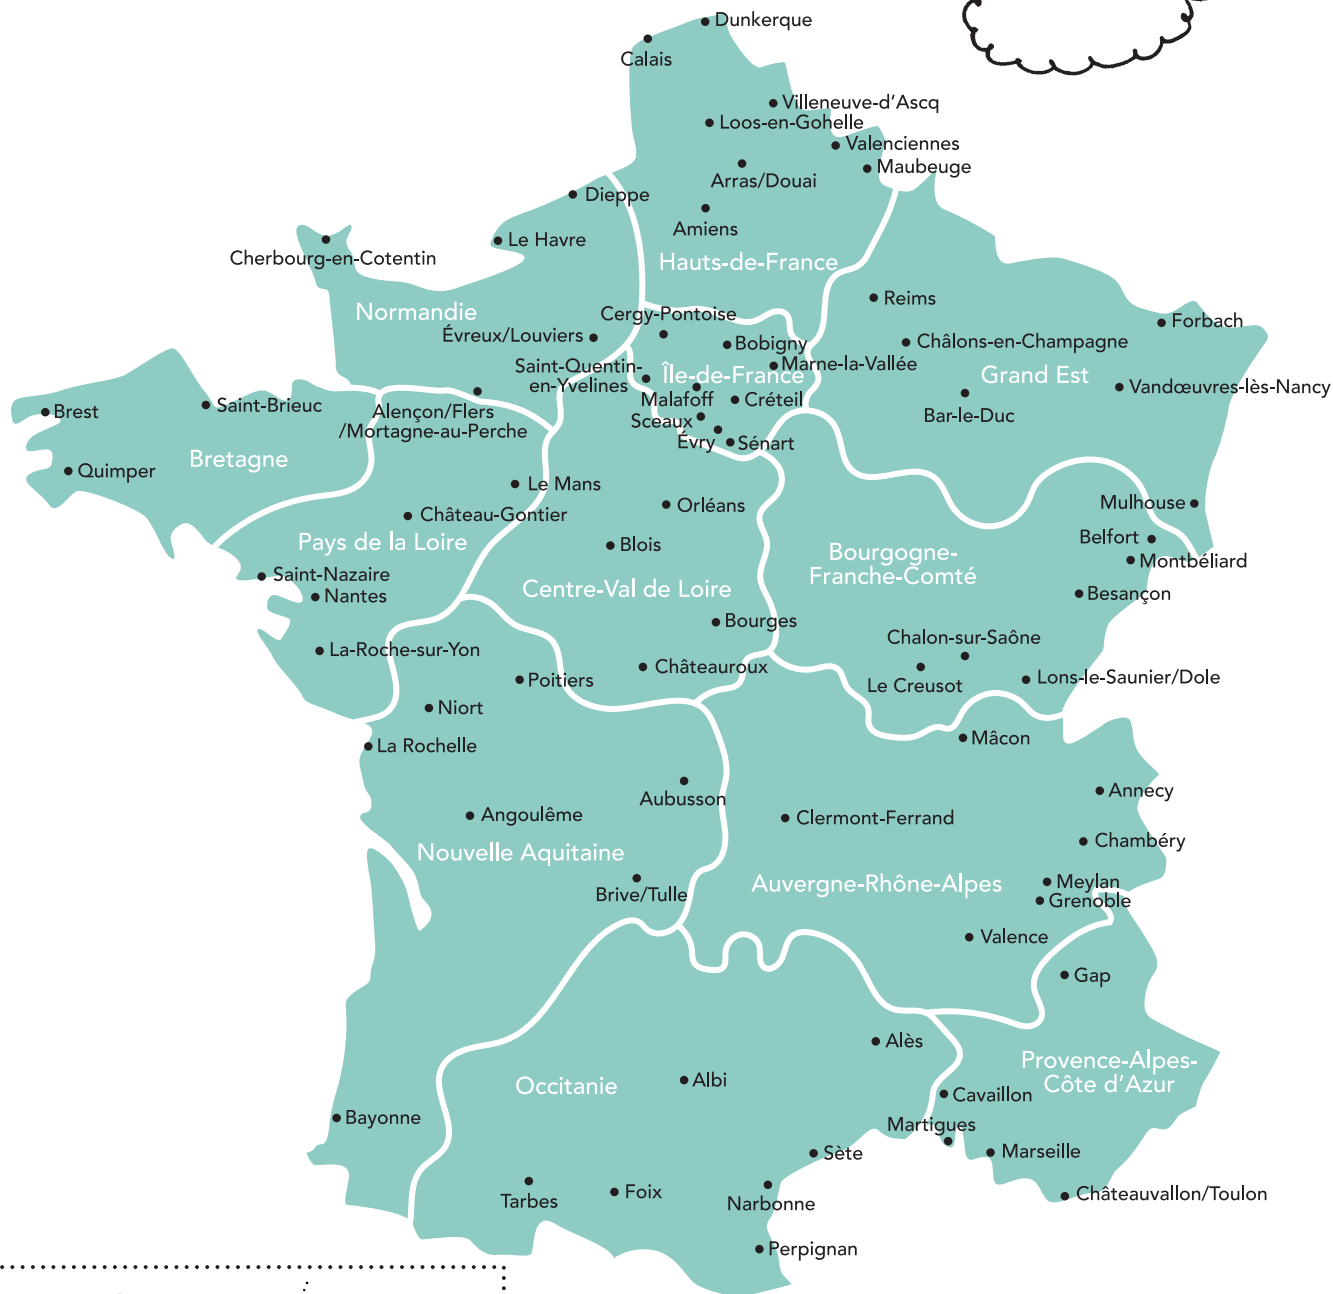 Dunkerque
Calais
Villeneuve-d'Ascq
Loos-en-Gohelle
Valenciennes
Maubeuge
Arras/Douai
Dieppe
Amiens
Le Havre
Cherbourg-en-Cotentin
Hauts-de-France
Reims
Normandie
Cergy-Pontoise
Forbach
Évreux/Louviers
Bobigny
Châlons-en-Champagne
Saint-Quentin-
en-Yvelines
Marne-la-Vallée
Île-de-France
Grand Est
Vandœuvres-lès-Nancy
Malafoff
Créteil
Saint-Brieuc
Brest
Alençon/Flers
/Mortagne-au-Perche
Bar-le-Duc
Sceaux
Évry
Sénart
Bretagne
Quimper
Le Mans
Orléans
Mulhouse
Château-Gontier
Belfort
Pays de la Loire
Blois
Bourgogne-
Franche-Comté
Montbéliard
Saint-Nazaire
Nantes
Centre-Val de Loire
Besançon
Bourges
Chalon-sur-Saône
La-Roche-sur-Yon
Châteauroux
Le Creusot
Lons-le-Saunier/Dole
Poitiers
Niort
La Rochelle
Mâcon
Aubusson
Annecy
Angoulême
Clermont-Ferrand
Chambéry
Nouvelle Aquitaine
Auvergne-Rhône-Alpes
Meylan
Grenoble
Brive/Tulle
Valence
Gap
Alès
Provence-Alpes-
Côte d'Azur
Occitanie
Albi
Cavaillon
Bayonne
Martigues
Sète
Marseille
Tarbes
Foix
Narbonne
Châteauvallon/Toulon
Perpignan